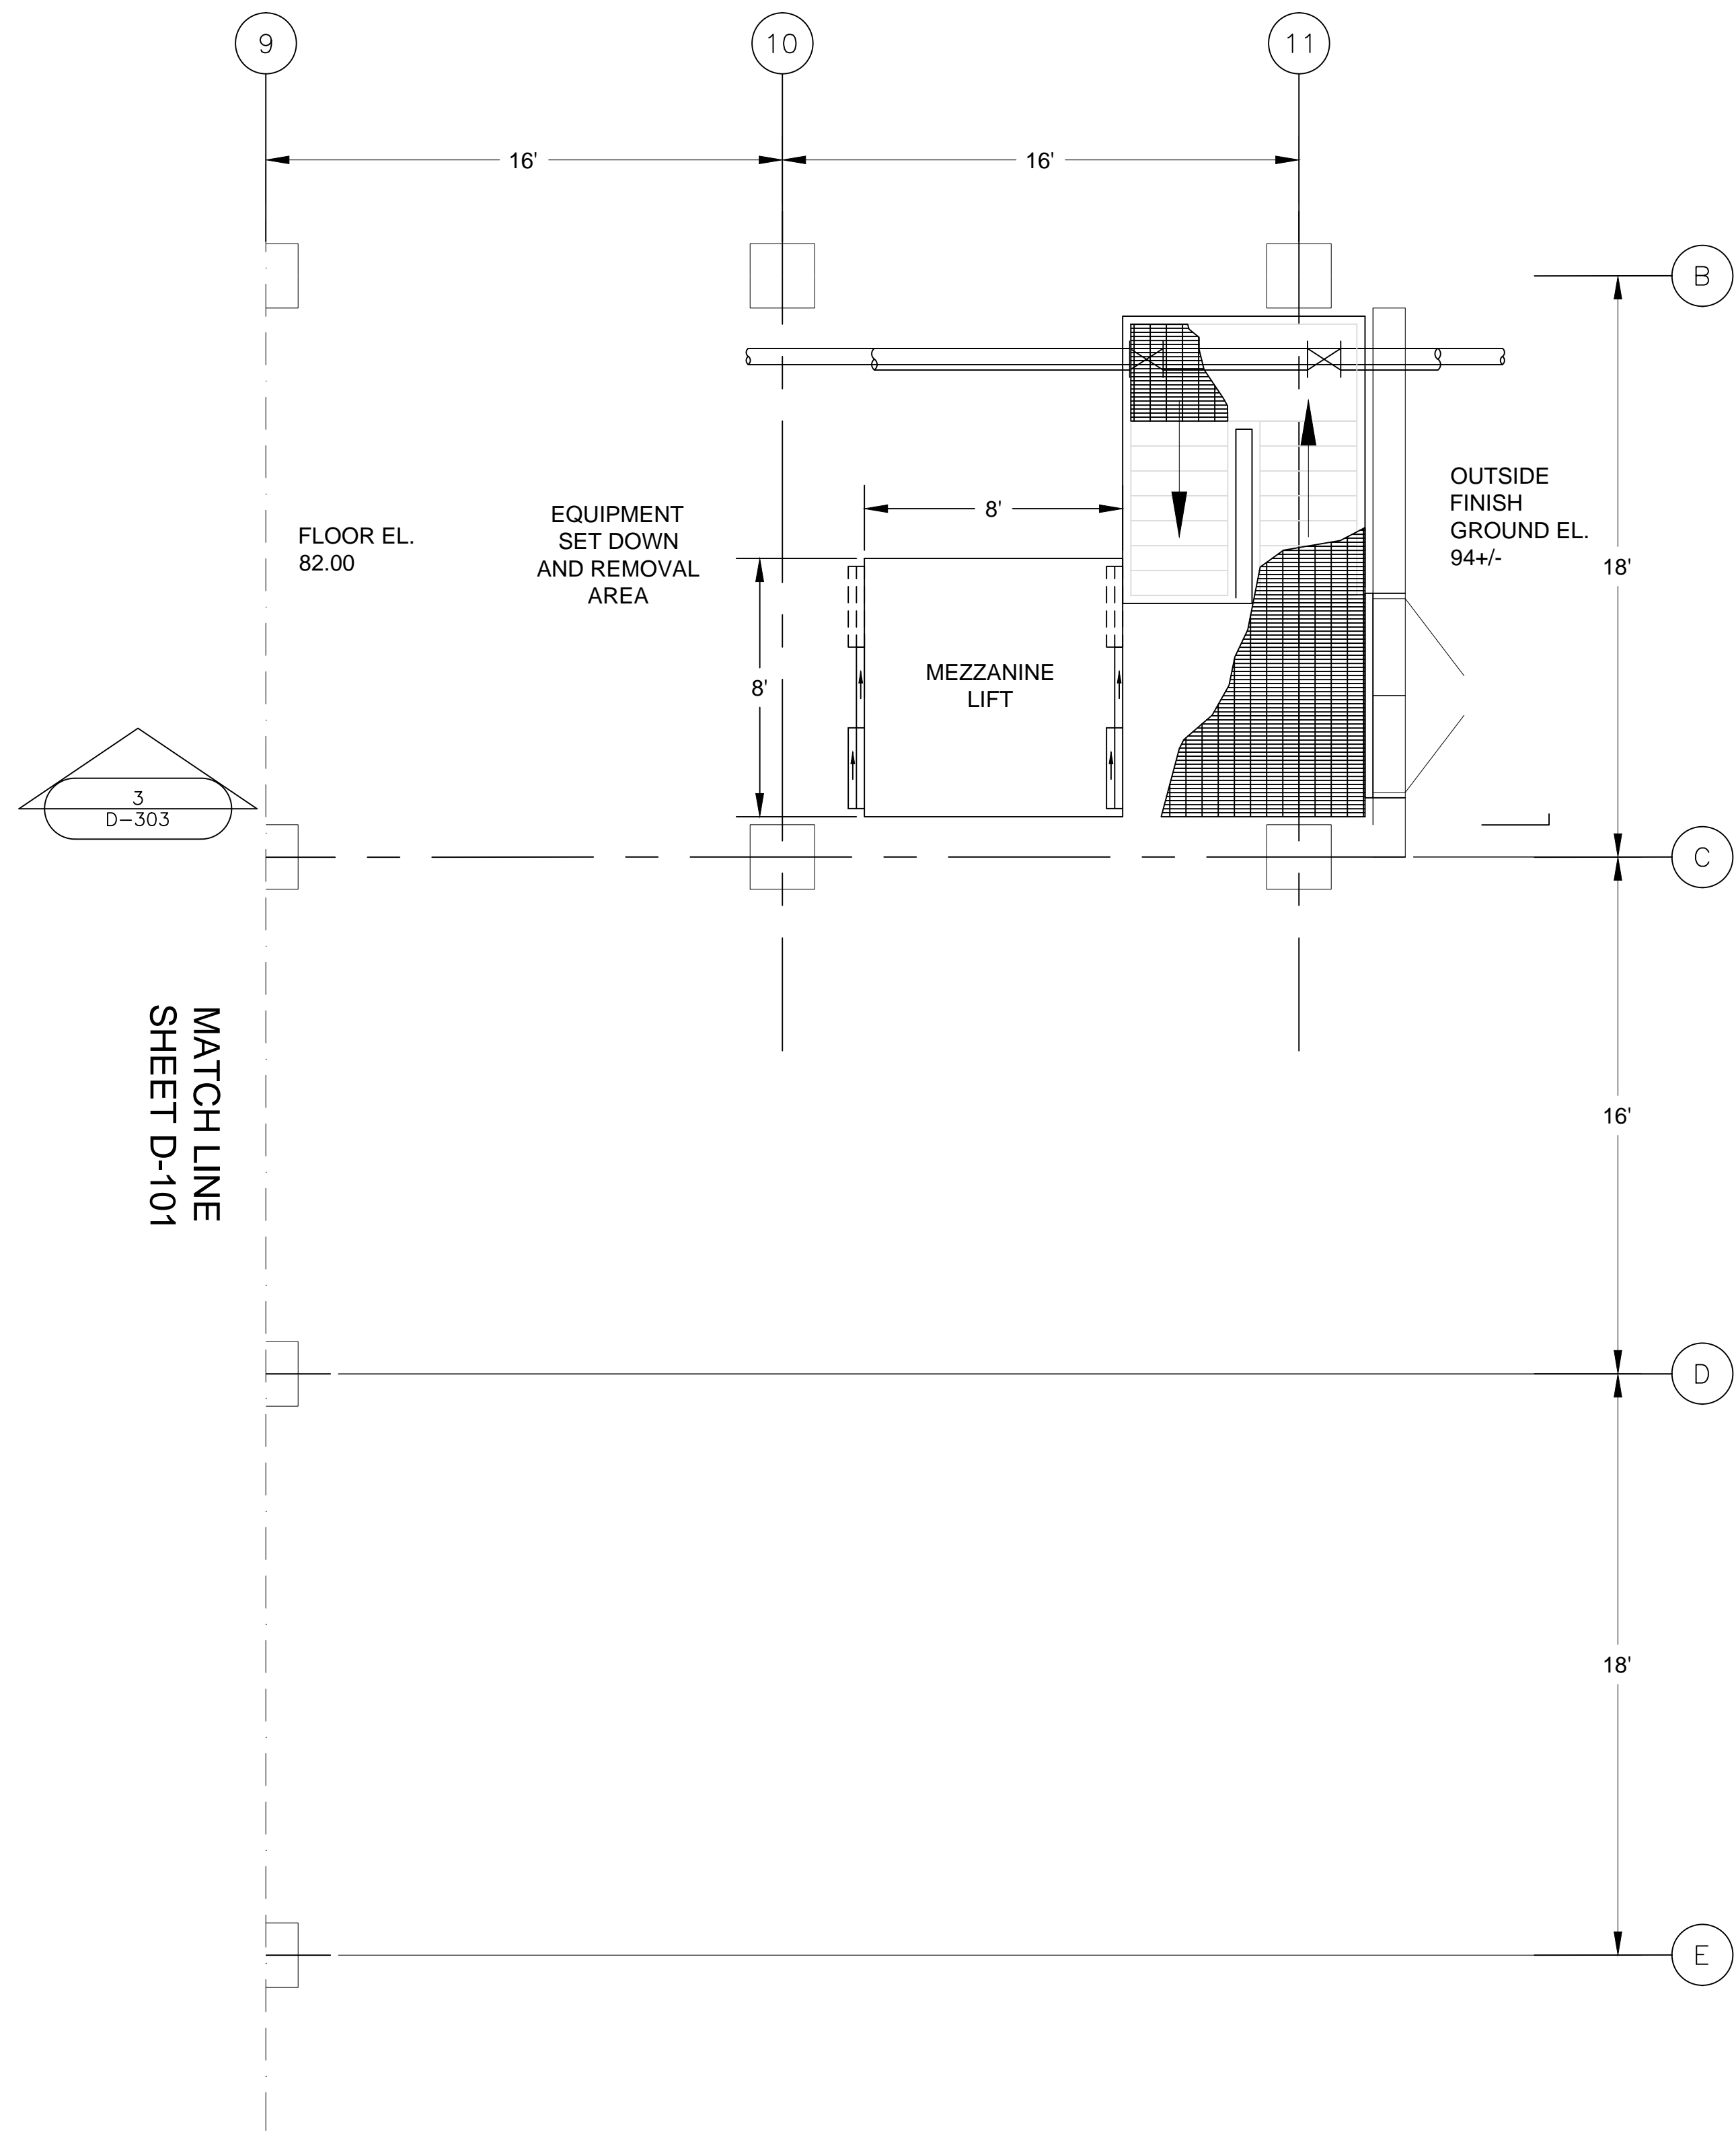 9
10
11
16'
16'
B
OUTSIDE
FINISH
GROUND EL.
94+/-
18'
8'
EQUIPMENT
SET DOWN
AND REMOVAL
AREA
FLOOR EL.
82.00
8'
MEZZANINE
LIFT
3
D-303
C
MATCH LINE
SHEET D-101
16'
D
18'
E